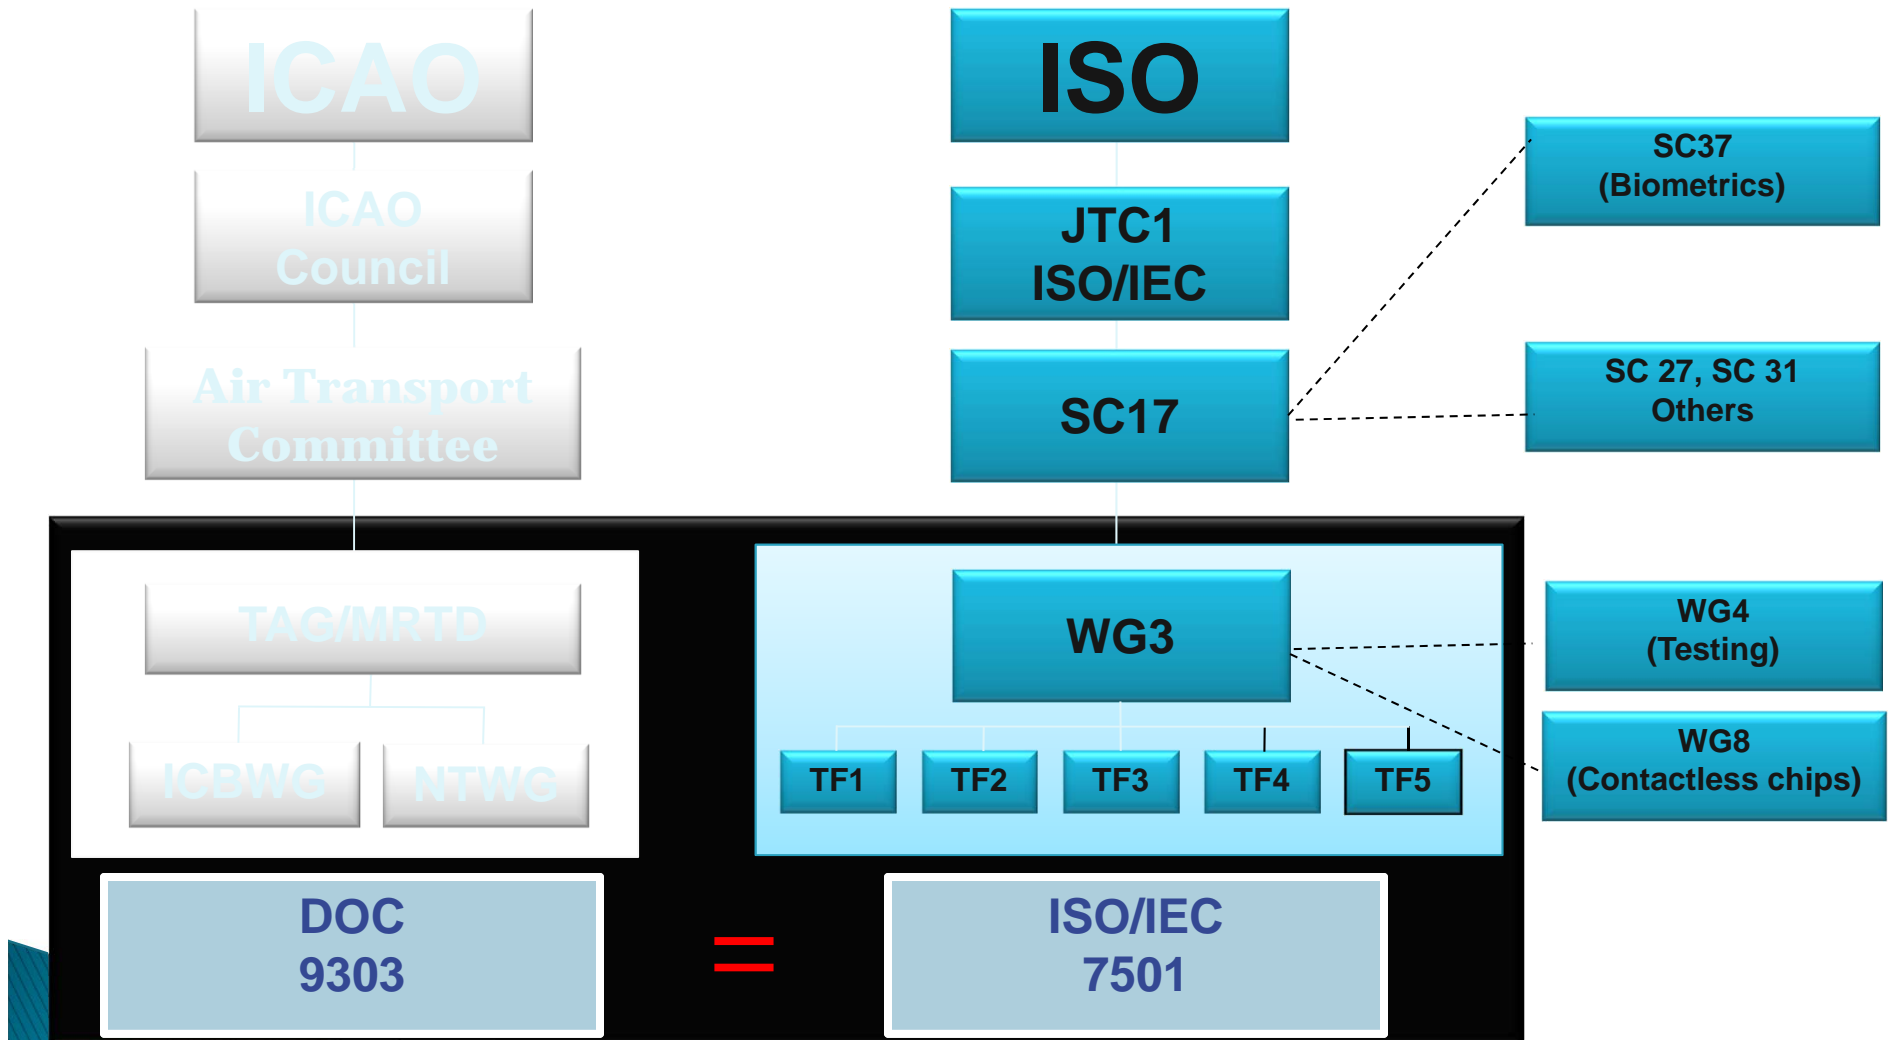 ICAO
ICAO
Council
Air Transport
Committee
TAG/MRTD
ICBWG
NTWG
DOC
9303
=
ISO
JTC1
ISO/IEC
SC17
WG3
TF1
TF2
TF3
TF4
TF5
ISO/IEC
7501
SC37
(Biometrics)
SC 27, SC 31
Others
WG4
(Testing)
WG8
(Contactless chips)